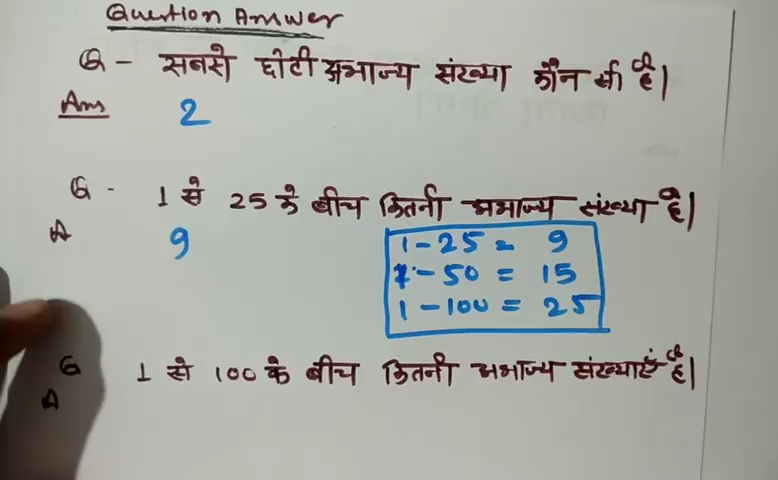 Question Answer
Q - सबसे छोटी अभाज्य संख्या कौन सी है।
Ans 2
Q - 1 से 25 के बीच कितनी अभाज्य संख्या है।
A 9
1 - 25 = 9
1 - 50 = 15
1 - 100 = 25
Q 1 से 100 के बीच कितनी अभाज्य संख्याएं है।
A